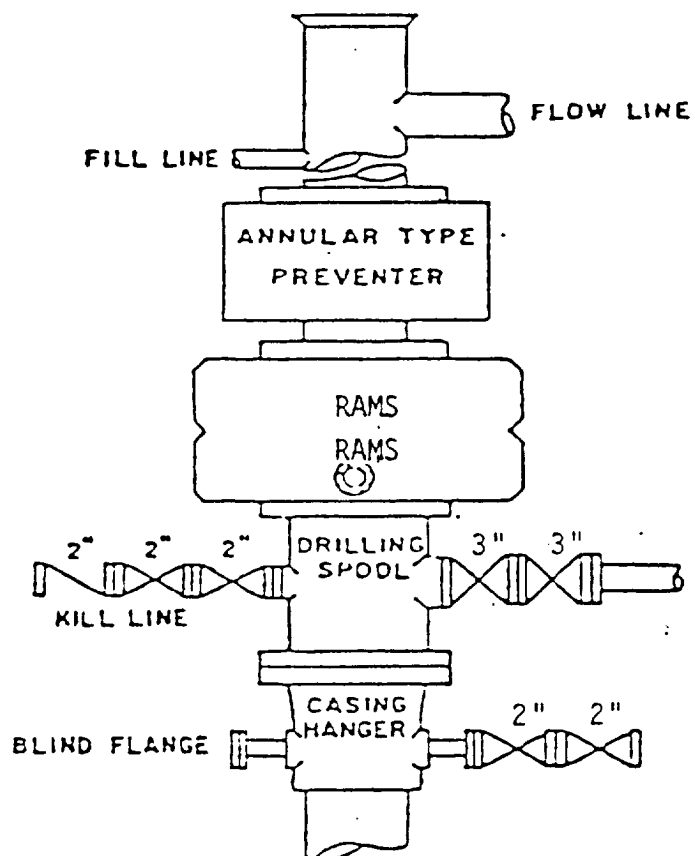 FLOW LINE
FILL LINE
ANNULAR TYPE
PREVENTER
RAMS
RAMS
2" 2" 2"
DRILLING
SPOOL
3" 3"
KILL LINE
CASING
HANGER
2" 2"
BLIND FLANGE